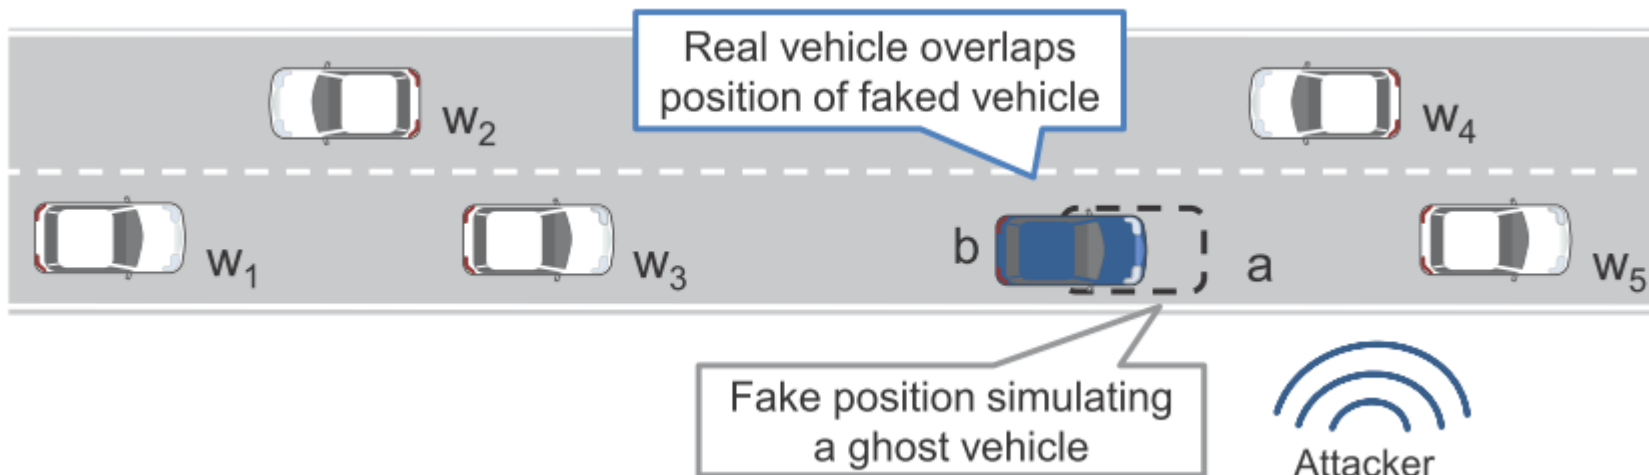 Real vehicle overlaps
position of faked vehicle
w₂
w₄
w₁
w₃
b
a
w₅
Fake position simulating
a ghost vehicle
Attacker